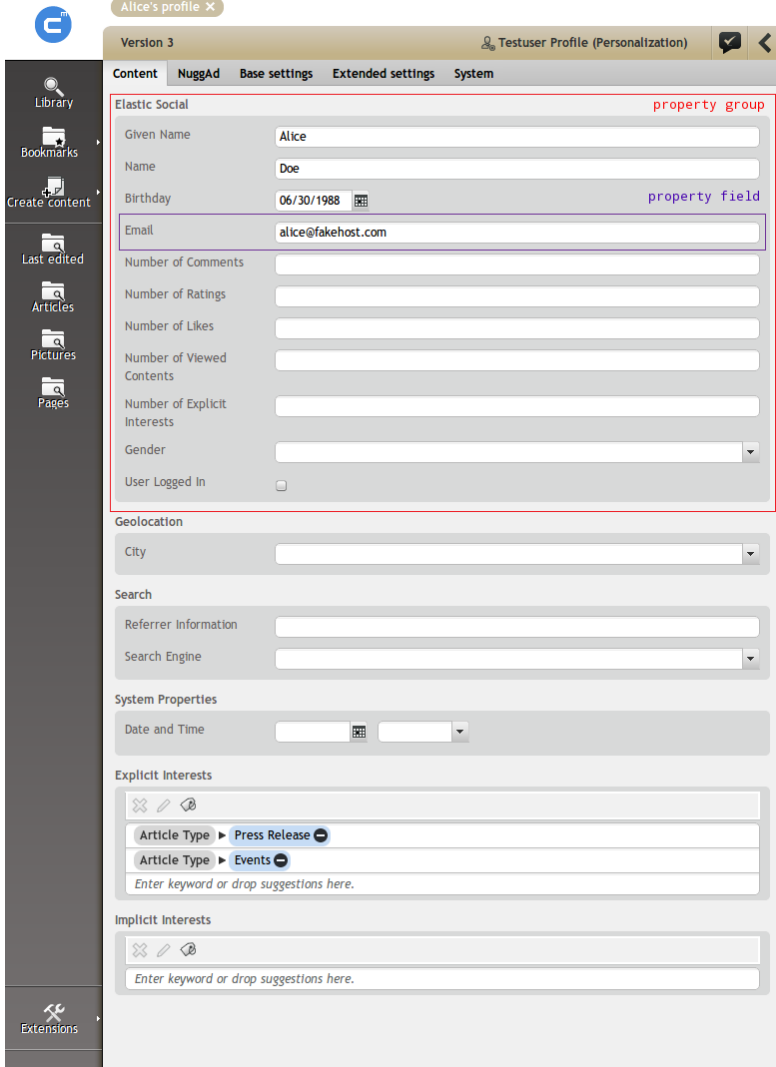 Alice's profile ×
C m
Version 3
Testuser Profile (Personalization)
Content NuggAd Base settings Extended settings System
Library
Bookmarks
Create content
Last edited
Articles
Pictures
Pages
Extensions
Elastic Social
property group
Given Name
Alice
Name
Doe
Birthday
06/30/1988
property field
Email
alice@fakehost.com
Number of Comments
Number of Ratings
Number of Likes
Number of Viewed
Contents
Number of Explicit
Interests
Gender
User Logged In
Geolocation
City
Search
Referrer Information
Search Engine
System Properties
Date and Time
Explicit Interests
Article Type ▶ Press Release
Article Type ▶ Events
Enter keyword or drop suggestions here.
Implicit Interests
Enter keyword or drop suggestions here.